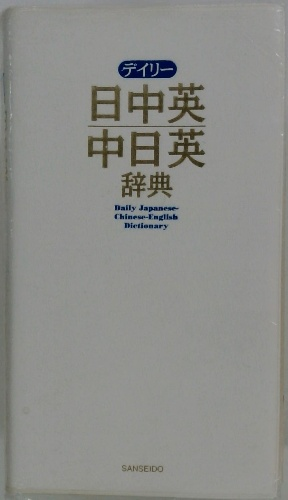 デイリー
日中英
中日英
辞典
Daily Japanese-
Chinese-English
Dictionary
SANSEIDO